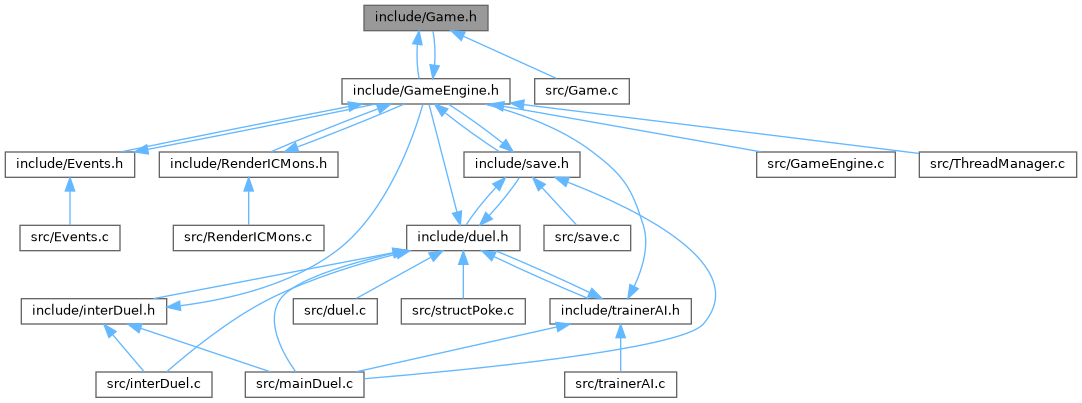 include/Game.h
include/GameEngine.h
src/Game.c
include/Events.h
include/RenderICMons.h
include/save.h
src/GameEngine.c
src/ThreadManager.c
src/Events.c
src/RenderICMons.c
include/duel.h
src/save.c
include/interDuel.h
src/duel.c
src/structPoke.c
include/trainerAI.h
src/interDuel.c
src/mainDuel.c
src/trainerAI.c